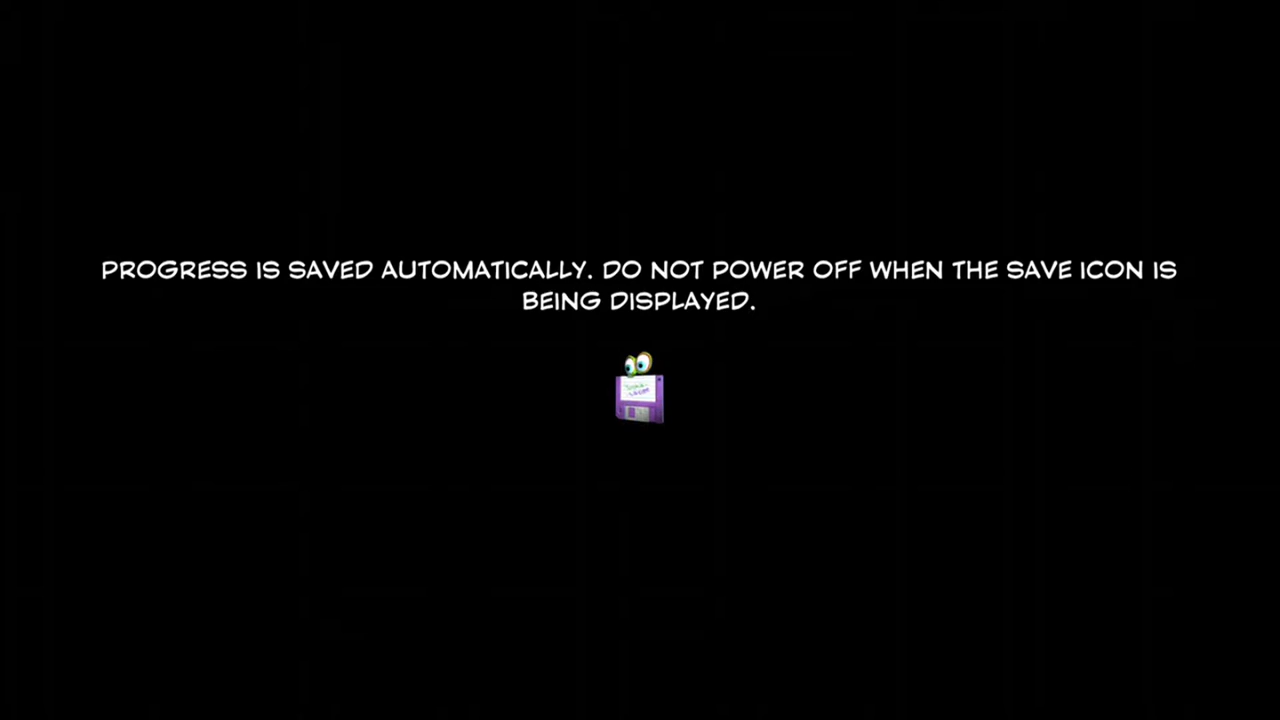 PROGRESS IS SAVED AUTOMATICALLY. DO NOT POWER OFF WHEN THE SAVE ICON IS
BEING DISPLAYED.